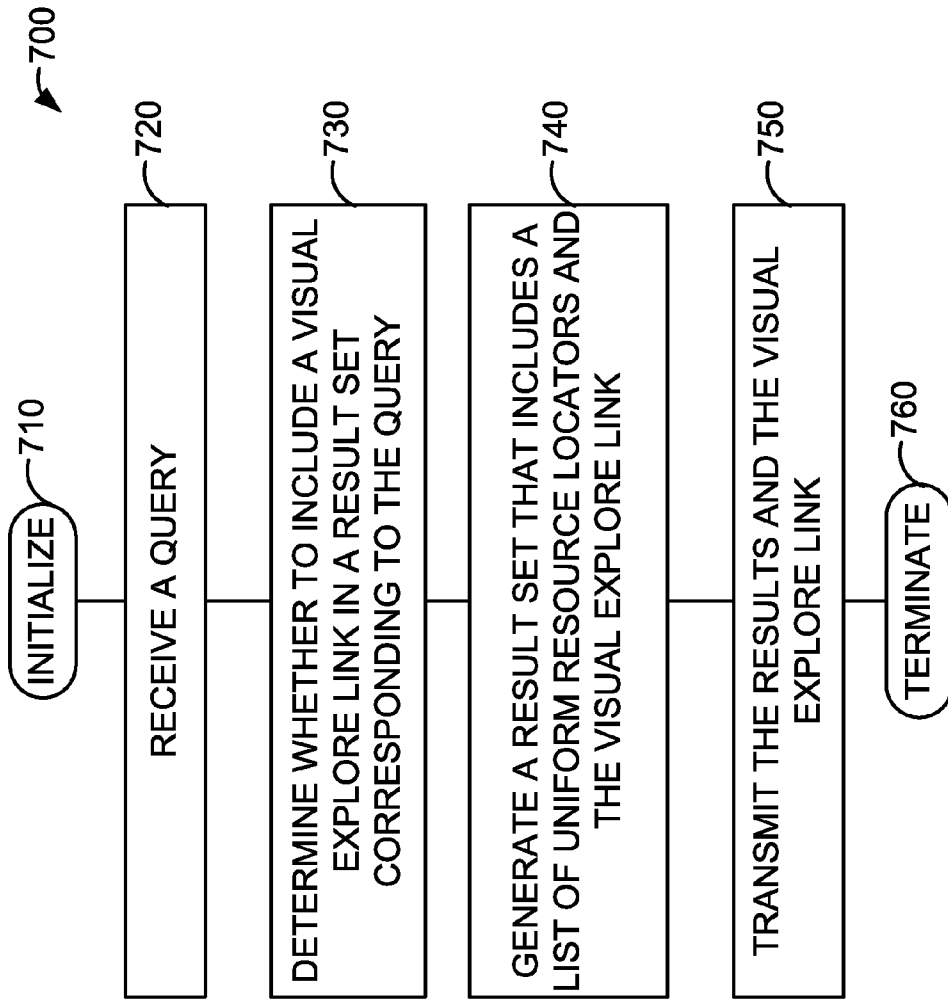 700
INITIALIZE
710
RECEIVE A QUERY
720
DETERMINE WHETHER TO INCLUDE A VISUAL
EXPLORE LINK IN A RESULT SET
CORRESPONDING TO THE QUERY
730
GENERATE A RESULT SET THAT INCLUDES A
LIST OF UNIFORM RESOURCE LOCATORS AND
THE VISUAL EXPLORE LINK
740
TRANSMIT THE RESULTS AND THE VISUAL
EXPLORE LINK
750
TERMINATE
760